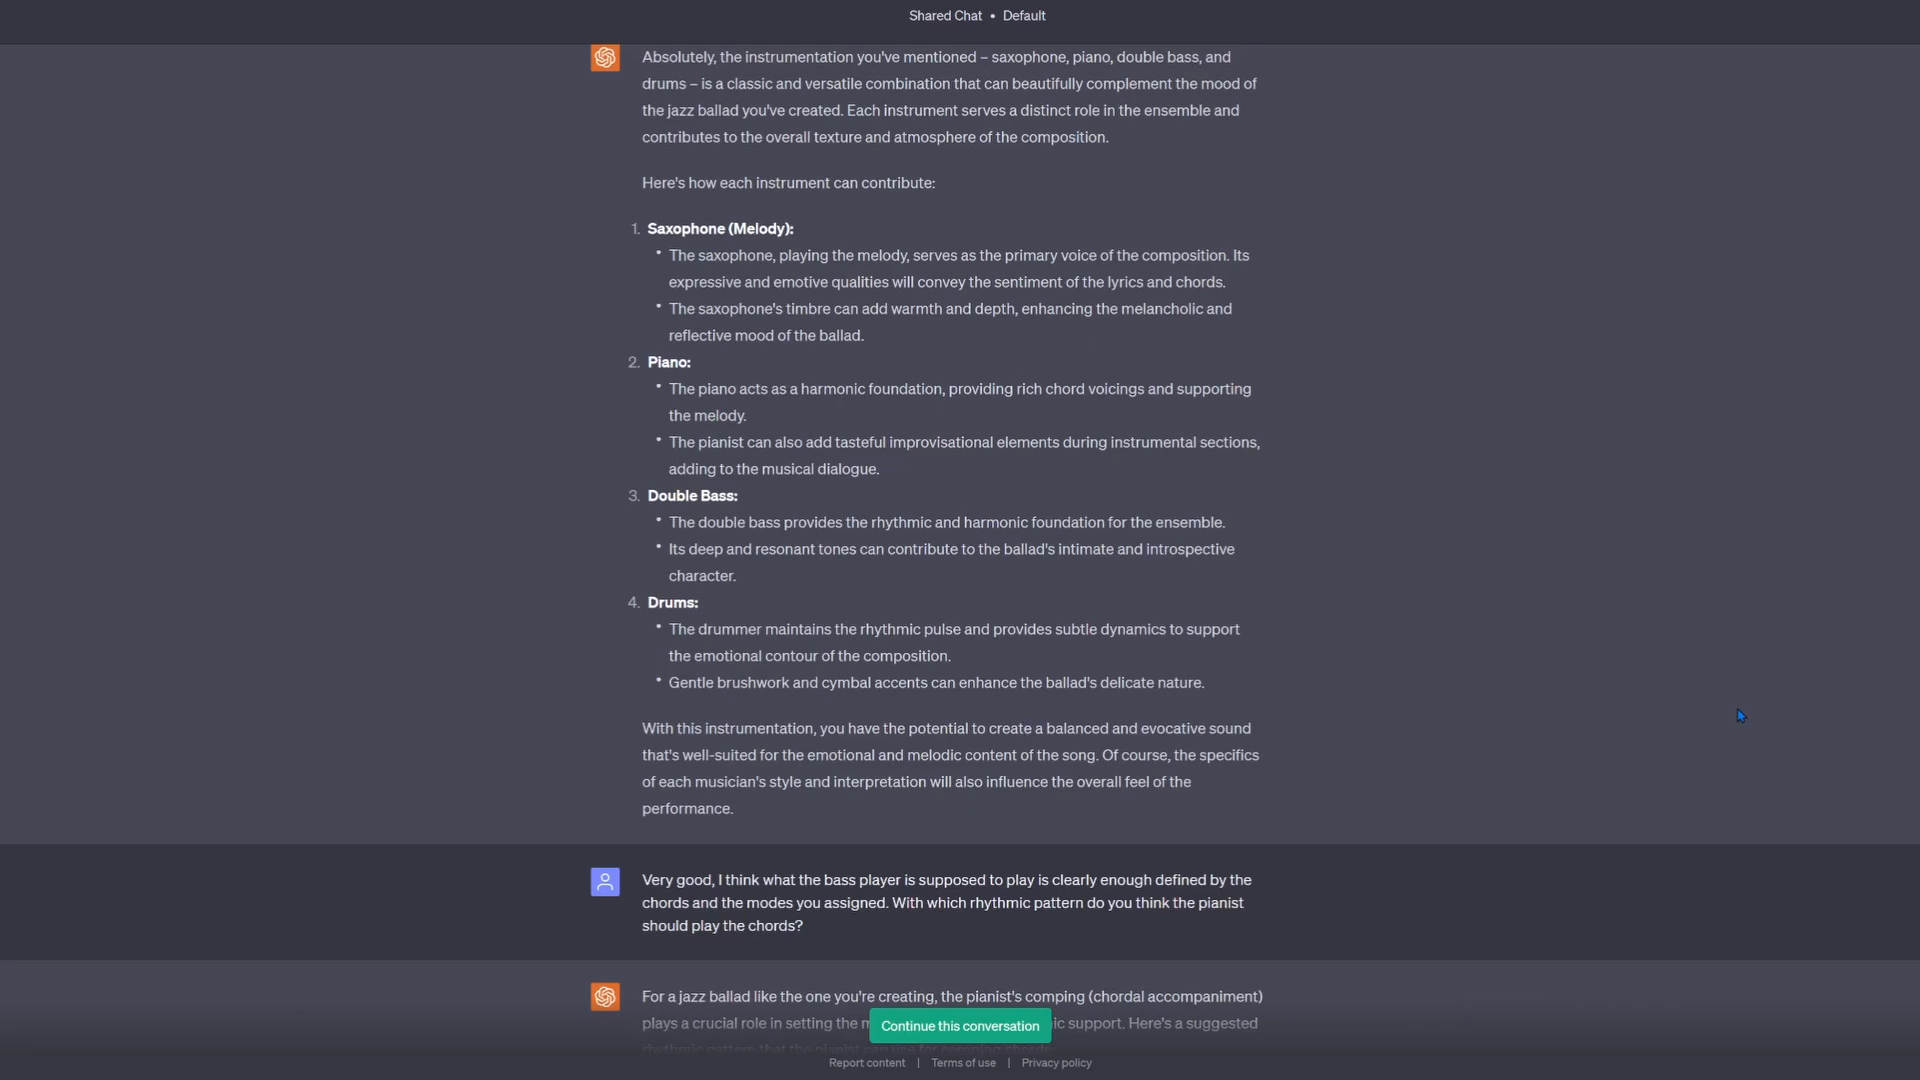 Shared Chat • Default
Absolutely, the instrumentation you've mentioned – saxophone, piano, double bass, and
drums – is a classic and versatile combination that can beautifully complement the mood of
the jazz ballad you've created. Each instrument serves a distinct role in the ensemble and
contributes to the overall texture and atmosphere of the composition.
Here's how each instrument can contribute:
1. Saxophone (Melody):
• The saxophone, playing the melody, serves as the primary voice of the composition. Its
expressive and emotive qualities will convey the sentiment of the lyrics and chords.
• The saxophone's timbre can add warmth and depth, enhancing the melancholic and
reflective mood of the ballad.
2. Piano:
• The piano acts as a harmonic foundation, providing rich chord voicings and supporting
the melody.
• The pianist can also add tasteful improvisational elements during instrumental sections,
adding to the musical dialogue.
3. Double Bass:
• The double bass provides the rhythmic and harmonic foundation for the ensemble.
• Its deep and resonant tones can contribute to the ballad's intimate and introspective
character.
4. Drums:
• The drummer maintains the rhythmic pulse and provides subtle dynamics to support
the emotional contour of the composition.
• Gentle brushwork and cymbal accents can enhance the ballad's delicate nature.
With this instrumentation, you have the potential to create a balanced and evocative sound
that's well-suited for the emotional and melodic content of the song. Of course, the specifics
of each musician's style and interpretation will also influence the overall feel of the
performance.
Very good, I think what the bass player is supposed to play is clearly enough defined by the
chords and the modes you assigned. With which rhythmic pattern do you think the pianist
should play the chords?
For a jazz ballad like the one you're creating, the pianist's comping (chordal accompaniment)
plays a crucial role in setting the support. Here's a suggested
Continue this conversation
rhythmic pattern that the pianist can use for comping chords
Report content | Terms of use | Privacy policy